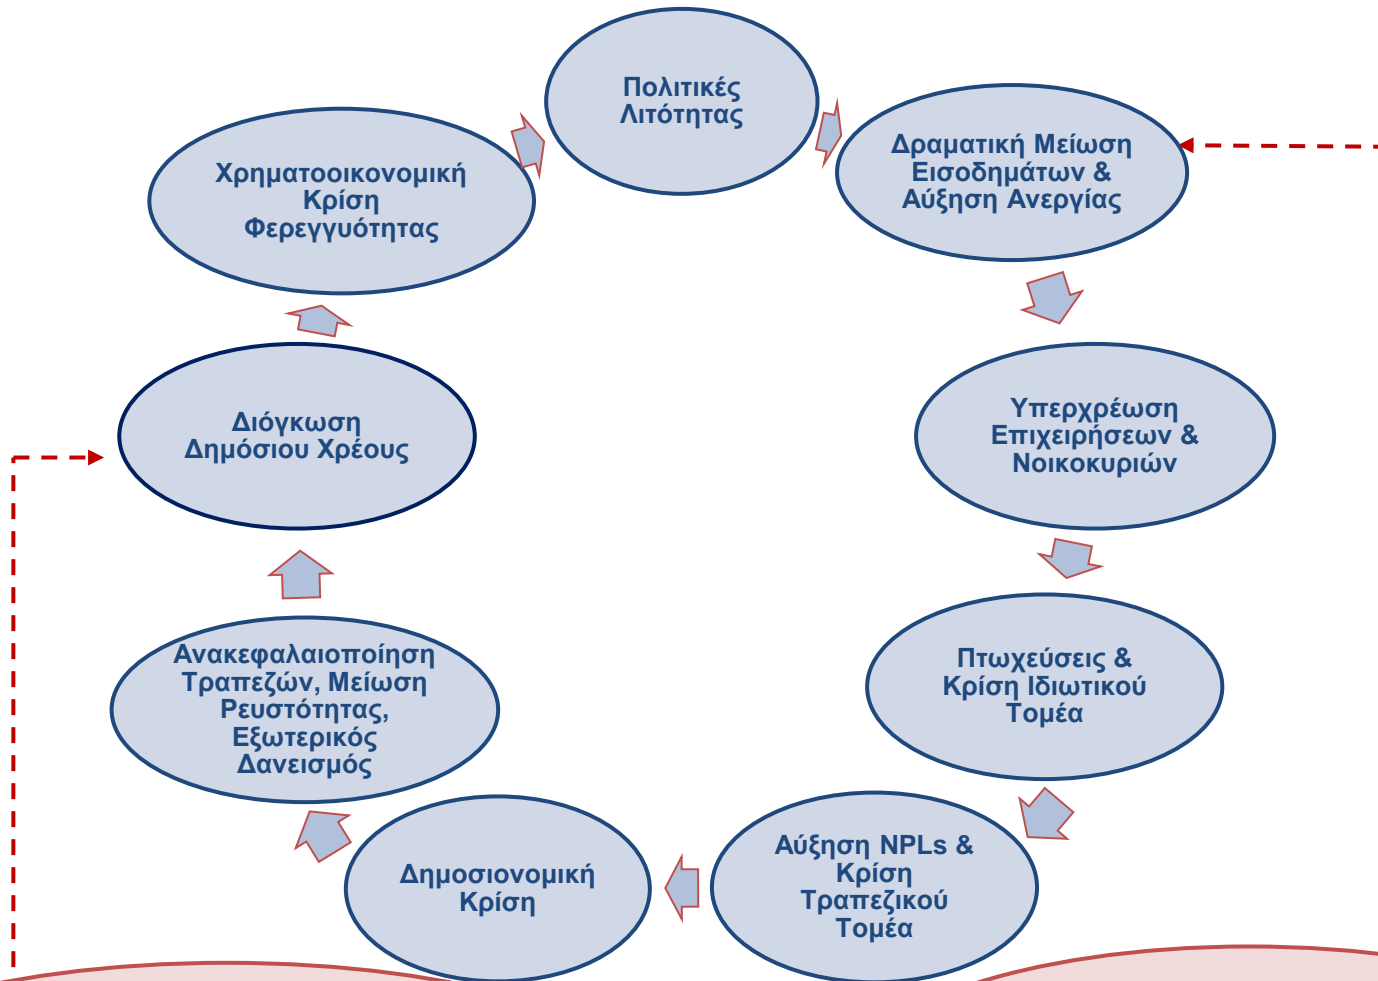 Πολιτικές
Λιτότητας
Δραματική Μείωση
Εισοδημάτων &
Αύξηση Ανεργίας
Υπερχρέωση
Επιχειρήσεων &
Νοικοκυριών
Πτωχεύσεις &
Κρίση Ιδιωτικού
Τομέα
Αύξηση NPLs &
Κρίση
Τραπεζικού
Τομέα
Δημοσιονομική
Κρίση
Ανακεφαλαιοποίηση
Τραπεζών, Μείωση
Ρευστότητας,
Εξωτερικός
Δανεισμός
Διόγκωση
Δημόσιου Χρέους
Χρηματοοικονομική
Κρίση
Φερεγγυότητας